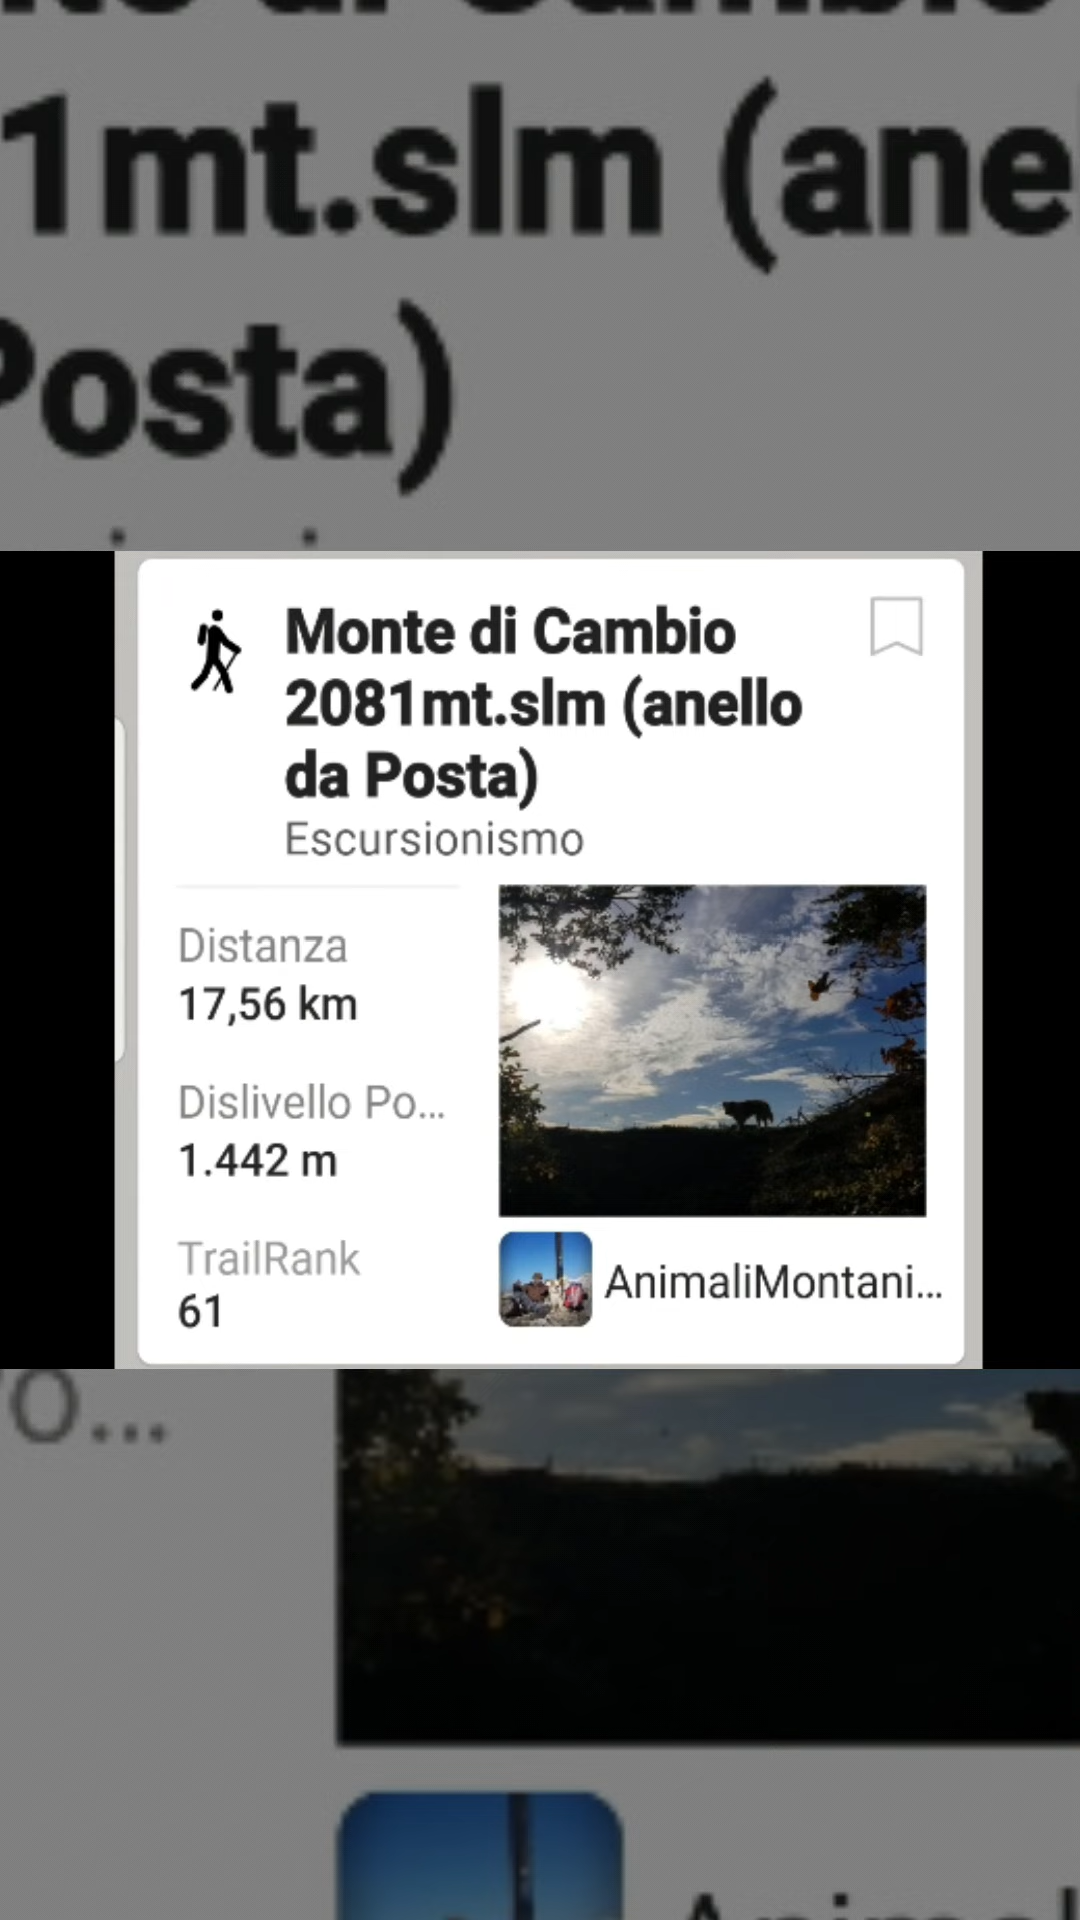 1mt.slm (ane
Posta)
Monte di Cambio
2081mt.slm (anello
da Posta)
Escursionismo
Distanza
17,56 km
Dislivello Po...
1.442 m
TrailRank
61
AnimaliMontani...
o...
Animal